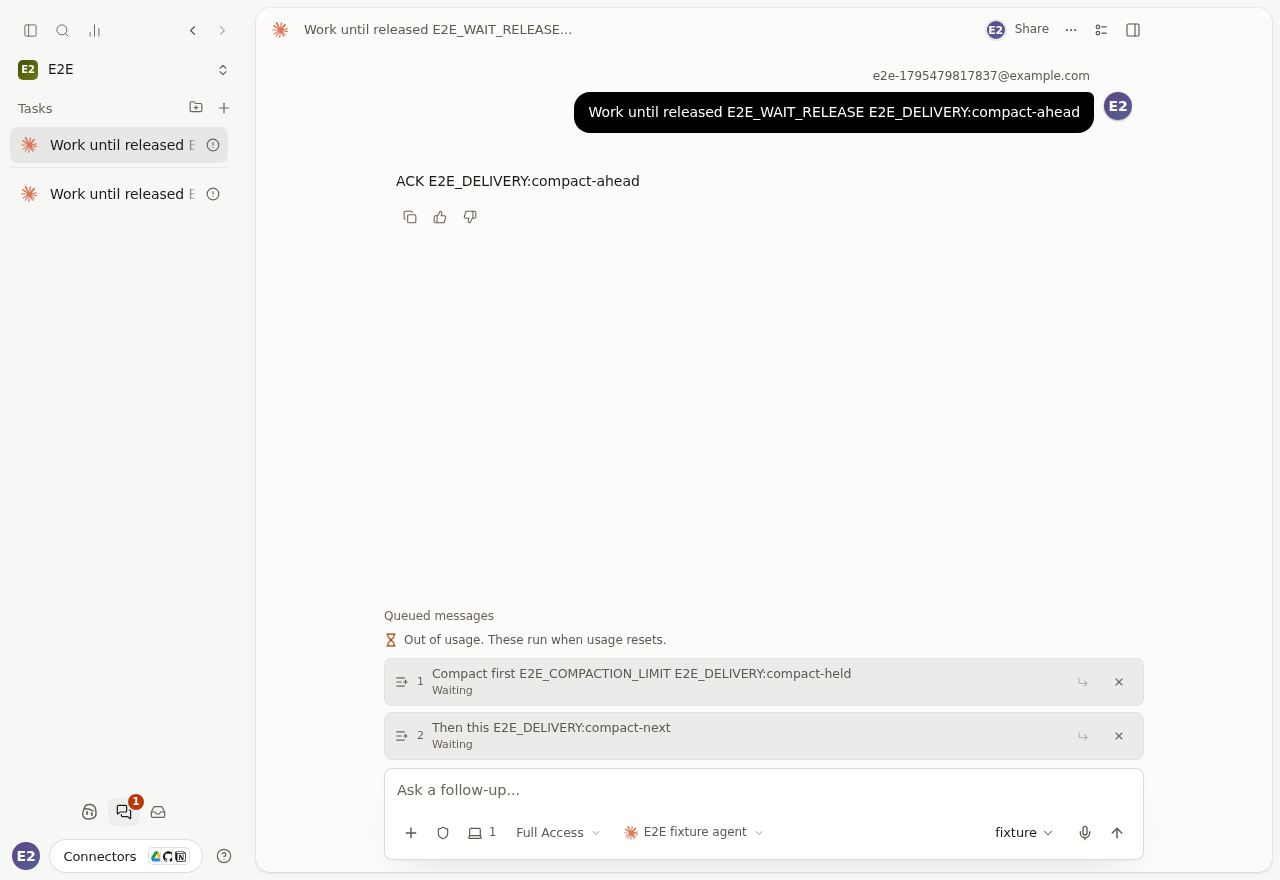 Work until released E2E_WAIT_RELEASE...
E2 Share
E2 E2E
Tasks
Work until released E
Work until released E
e2e-1795479817837@example.com
Work until released E2E_WAIT_RELEASE E2E_DELIVERY:compact-ahead
E2
ACK E2E_DELIVERY:compact-ahead
Queued messages
Out of usage. These run when usage resets.
1 Compact first E2E_COMPACTION_LIMIT E2E_DELIVERY:compact-held
Waiting
2 Then this E2E_DELIVERY:compact-next
Waiting
Ask a follow-up...
1 Full Access E2E fixture agent fixture
1
E2 Connectors